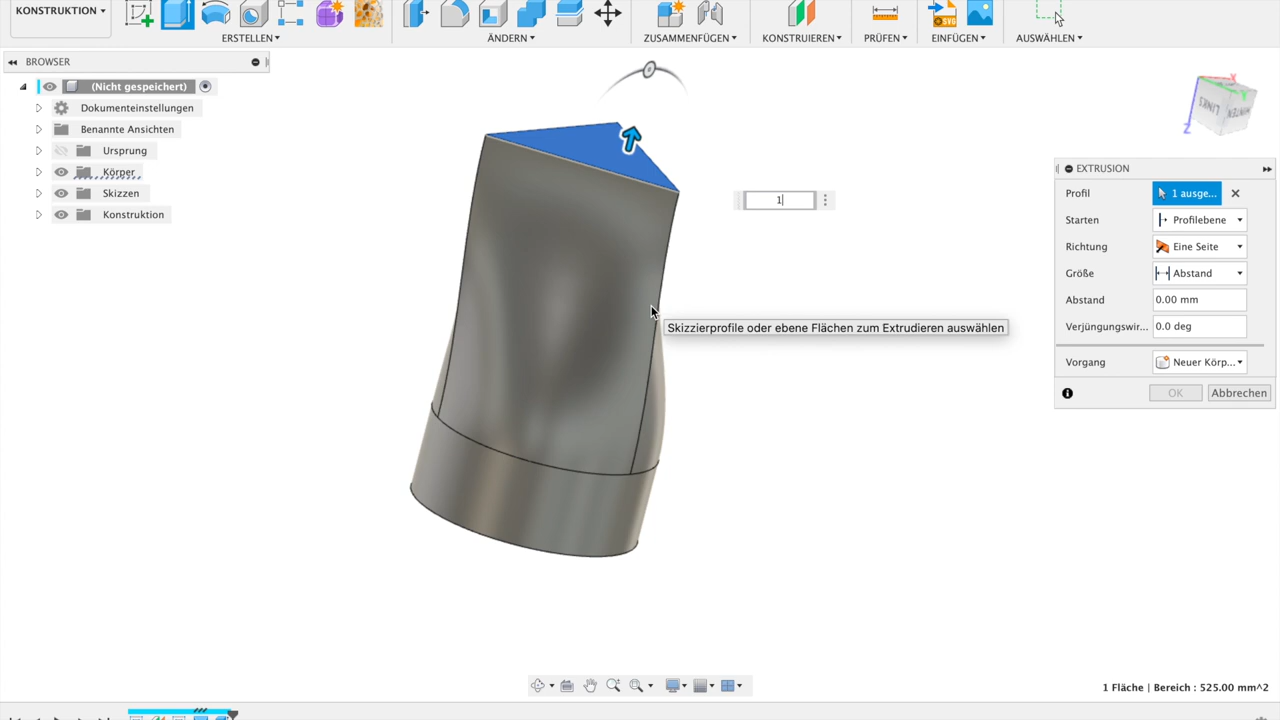 KONSTRUKTION ▾
ERSTELLEN ▾
ÄNDERN ▾
ZUSAMMENFÜGEN ▾
KONSTRUIEREN ▾
PRÜFEN ▾
EINFÜGEN ▾
AUSWÄHLEN ▾
SVG
BROWSER
(Nicht gespeichert)
Dokumenteinstellungen
Benannte Ansichten
Ursprung
Körper
Skizzen
Konstruktion
1
Skizzierprofile oder ebene Flächen zum Extrudieren auswählen
LINKS
HINTEN
X
Y
Z
EXTRUSION
Profil
1 ausge...
Starten
Profilebene
Richtung
Eine Seite
Größe
Abstand
Abstand
0.00 mm
Verjüngungswir...
0.0 deg
Vorgang
Neuer Körp...
OK
Abbrechen
1 Fläche | Bereich : 525.00 mm^2